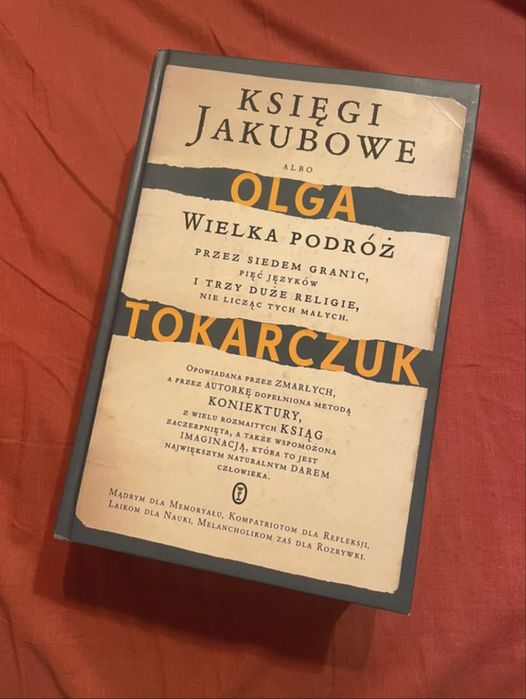 KSIĘGI
JAKUBOWE
ALBO
OLGA
WIELKA PODRÓŻ
PRZEZ SIEDEM GRANIC,
PIĘĆ JĘZYKÓW
I TRZY DUŻE RELIGIE,
NIE LICZĄC TYCH MAŁYCH.
TOKARCZUK
OPOWIADANA PRZEZ ZMARŁYCH,
A PRZEZ AUTORKĘ DOPEŁNIONA METODĄ
KONIEKTURY,
Z WIELU ROZMAITYCH KSIĄG
ZACZERPNIĘTA, A TAKŻE WSPOMOŻONA
IMAGINACJĄ, KTÓRA TO JEST
NAJWIĘKSZYM NATURALNYM DAREM
CZŁOWIEKA.
MĄDRYM DLA MEMORYAŁU, KOMPATRIOTOM DLA REFLEKSJI,
LAIKOM DLA NAUKI, MELANCHOLIKOM ZAŚ DLA ROZRYWKI.